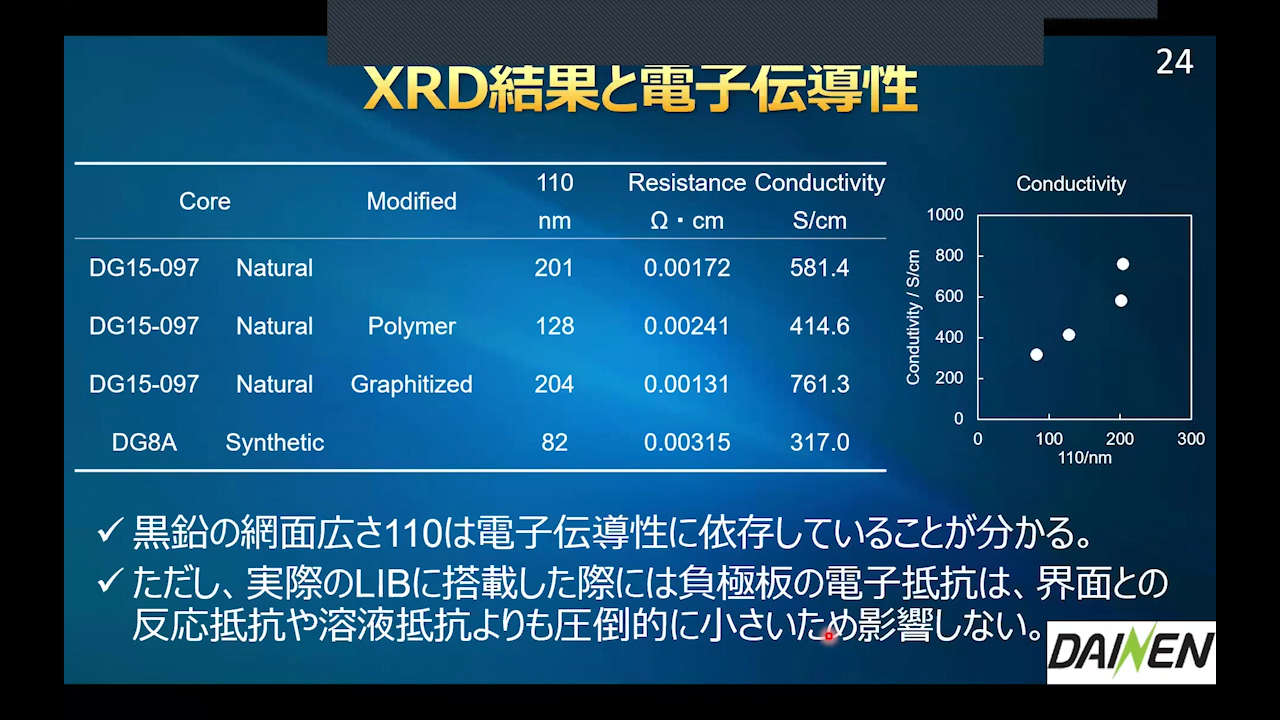 24
XRD結果と電子伝導性
Core Modified 110 nm Resistance Ω・cm Conductivity S/cm
DG15-097 Natural 201 0.00172 581.4
DG15-097 Natural Polymer 128 0.00241 414.6
DG15-097 Natural Graphitized 204 0.00131 761.3
DG8A Synthetic 82 0.00315 317.0
Conductivity
Condutivity / S/cm
1000
800
600
400
200
0
0 100 200 300
110/nm
✓ 黒鉛の網面広さ110は電子伝導性に依存していることが分かる。
✓ ただし、実際のLIBに搭載した際には負極板の電子抵抗は、界面との
反応抵抗や溶液抵抗よりも圧倒的に小さいため影響しない。
DAINEN